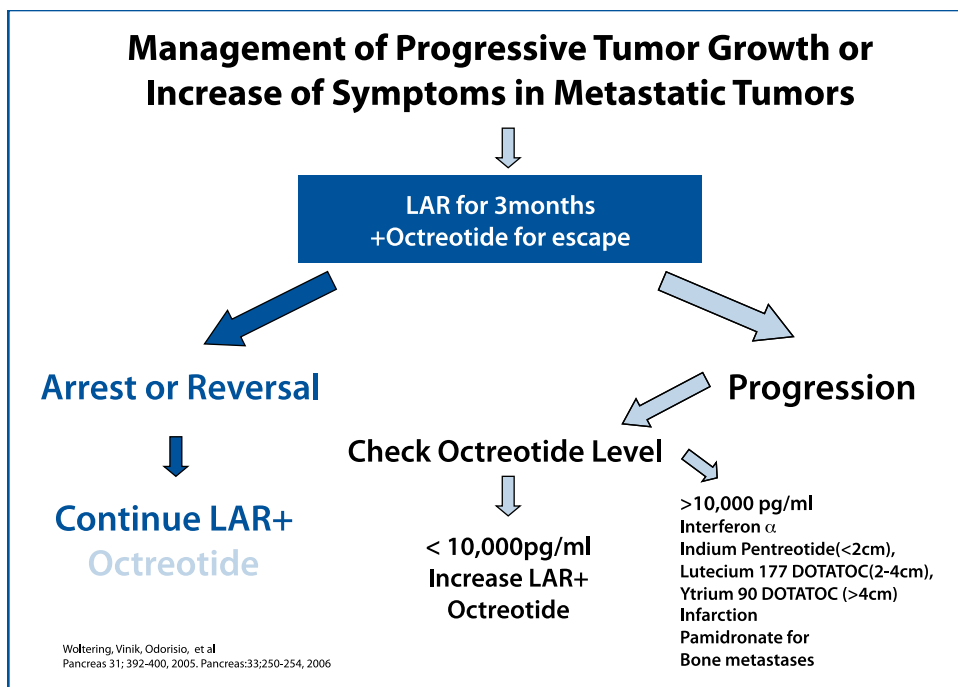 Management of Progressive Tumor Growth or
Increase of Symptoms in Metastatic Tumors
LAR for 3months
+Octreotide for escape
Arrest or Reversal
Progression
Check Octreotide Level
Continue LAR+
Octreotide
< 10,000pg/ml
Increase LAR+
Octreotide
>10,000 pg/ml
Interferon α
Indium Pentreotide(<2cm),
Lutecium 177 DOTATOC(2-4cm),
Ytrium 90 DOTATOC (>4cm)
Infarction
Pamidronate for
Bone metastases
Woltering, Vinik, Odorisio, et al
Pancreas 31; 392-400, 2005. Pancreas:33;250-254, 2006